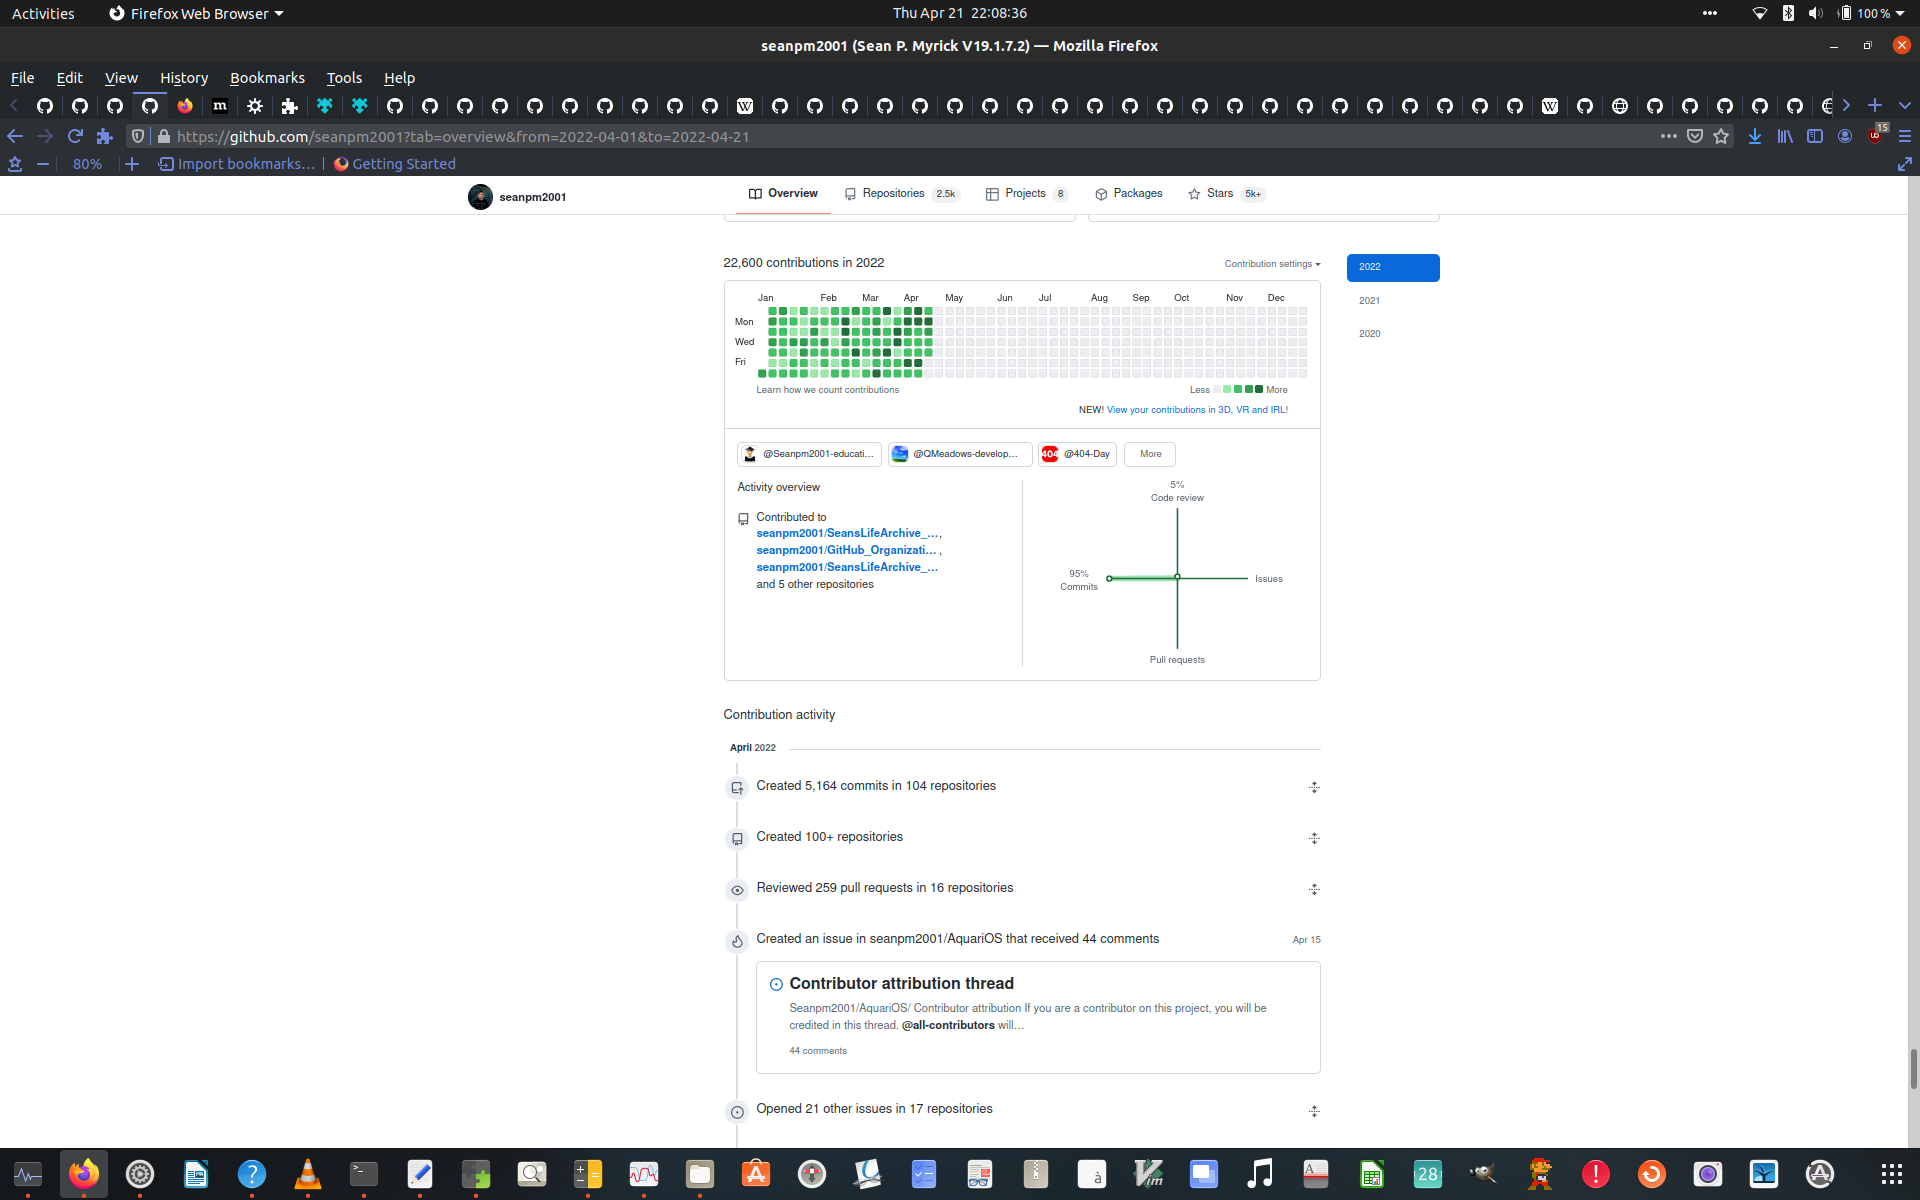 Activities
Firefox Web Browser
Thu Apr 21 22:08:36
100 %
seanpm2001 (Sean P. Myrick V19.1.7.2) — Mozilla Firefox
File Edit View History Bookmarks Tools Help
https://github.com/seanpm2001?tab=overview&from=2022-04-01&to=2022-04-21
15
80%
Import bookmarks...
Getting Started
seanpm2001
Overview
Repositories 2.5k
Projects 8
Packages
Stars 5k+
22,600 contributions in 2022
Contribution settings
2022
2021
2020
Jan Feb Mar Apr May Jun Jul Aug Sep Oct Nov Dec
Mon
Wed
Fri
Learn how we count contributions
Less
More
NEW! View your contributions in 3D, VR and IRL!
@Seanpm2001-educati...
@QMeadows-develop...
404 @404-Day
More
Activity overview
Contributed to
seanpm2001/SeansLifeArchive_... ,
seanpm2001/GitHub_Organizati... ,
seanpm2001/SeansLifeArchive_...
and 5 other repositories
5%
Code review
95%
Commits
Issues
Pull requests
Contribution activity
April 2022
Created 5,164 commits in 104 repositories
Created 100+ repositories
Reviewed 259 pull requests in 16 repositories
Created an issue in seanpm2001/AquariOS that received 44 comments
Apr 15
Contributor attribution thread
Seanpm2001/AquariOS/ Contributor attribution If you are a contributor on this project, you will be
credited in this thread. @all-contributors will...
44 comments
Opened 21 other issues in 17 repositories
28